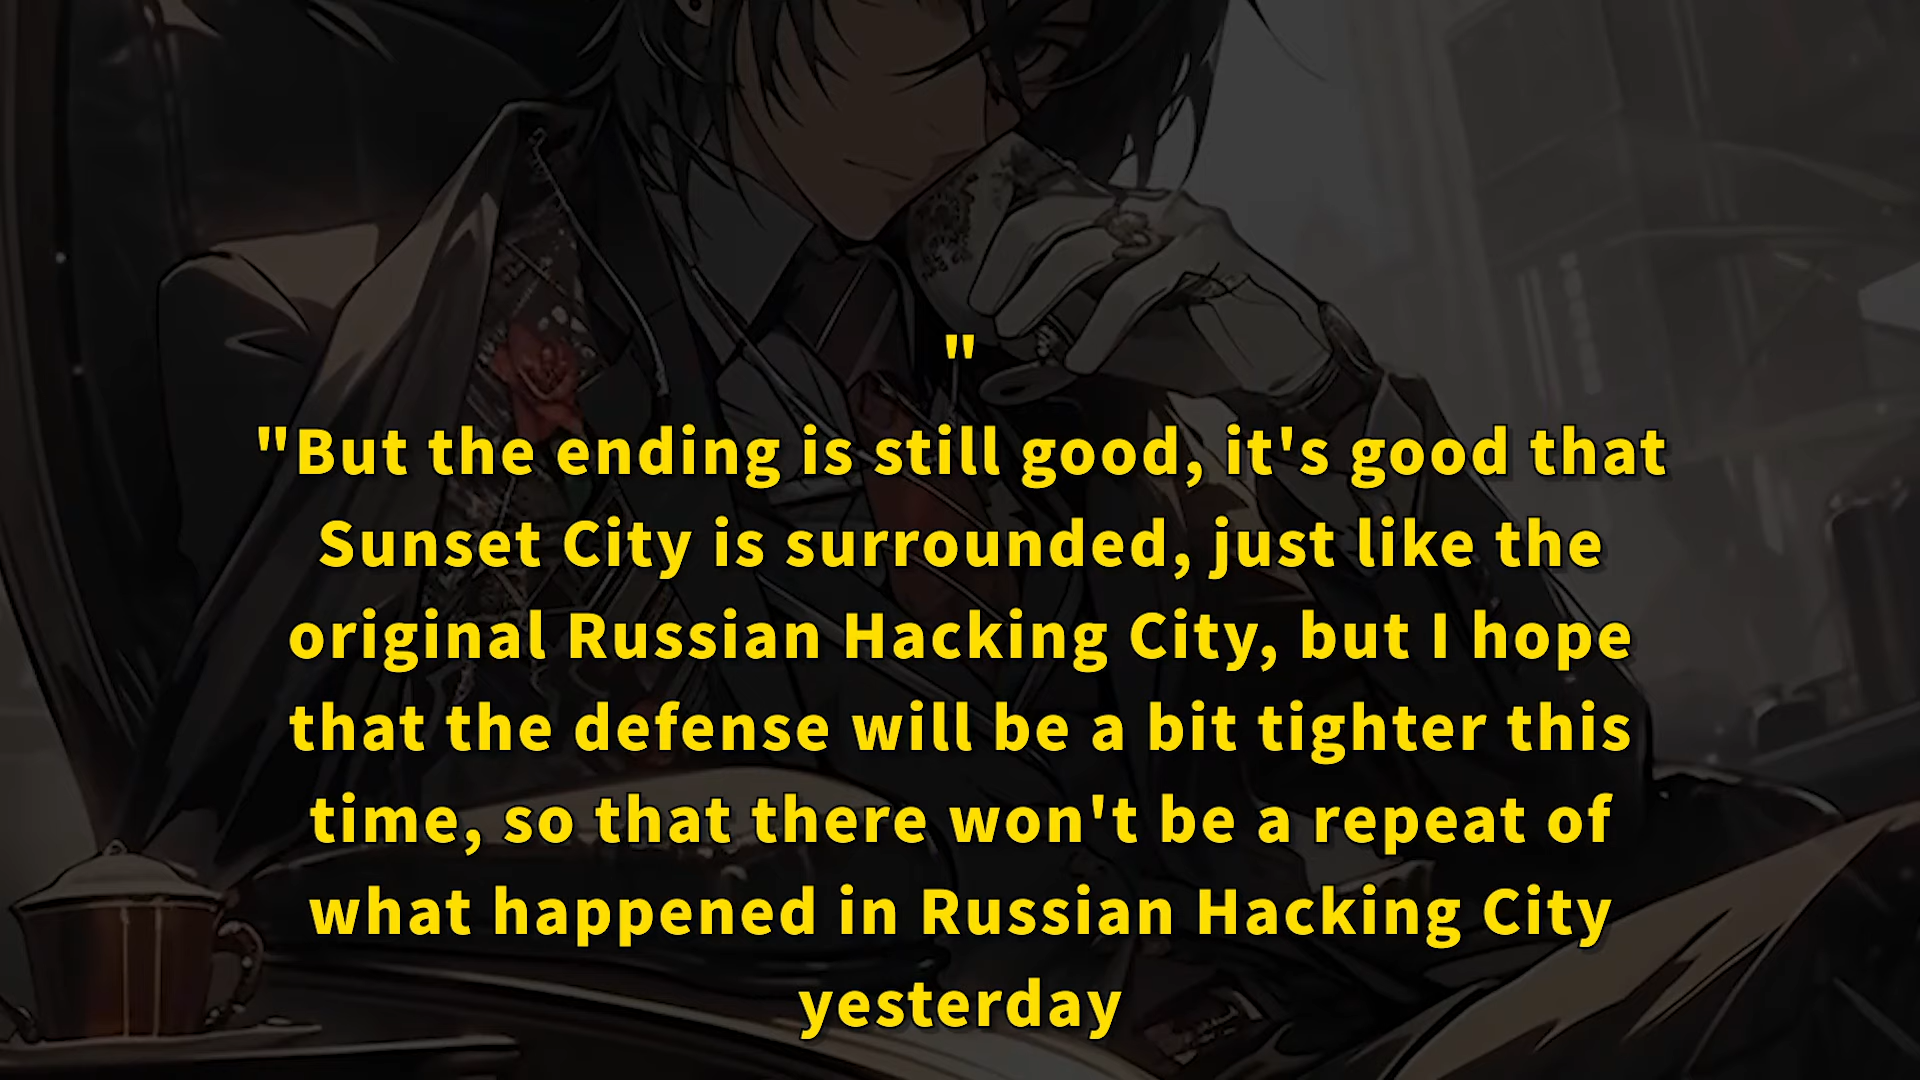 "
"But the ending is still good, it's good that
Sunset City is surrounded, just like the
original Russian Hacking City, but I hope
that the defense will be a bit tighter this
time, so that there won't be a repeat of
what happened in Russian Hacking City
yesterday